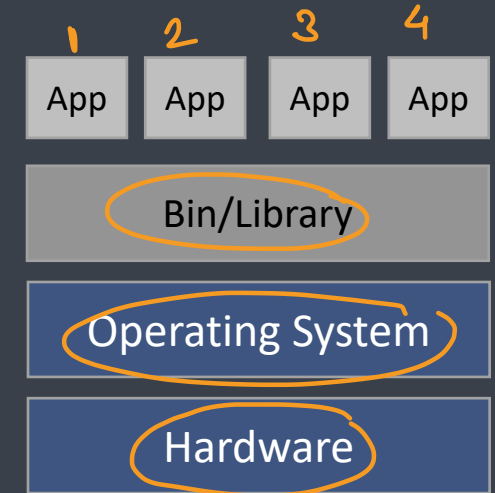 1 2 3 4
App App App App
Bin/Library
Operating System
Hardware